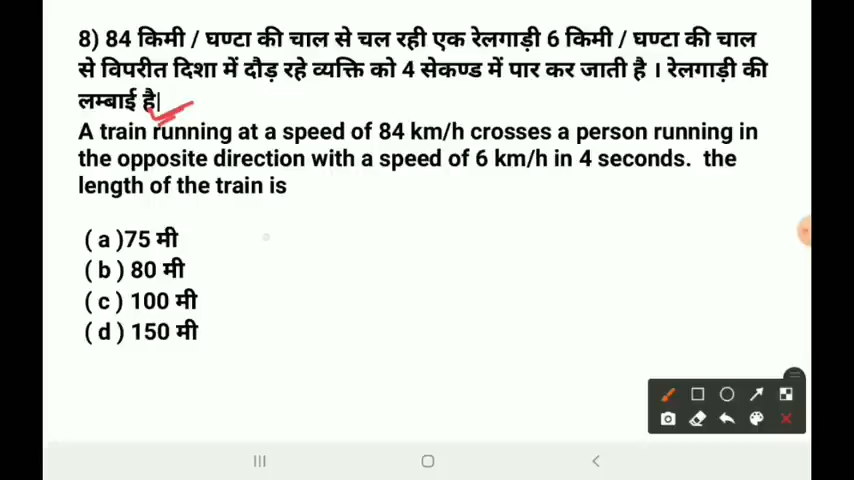 8) 84 किमी / घण्टा की चाल से चल रही एक रेलगाड़ी 6 किमी / घण्टा की चाल
से विपरीत दिशा में दौड़ रहे व्यक्ति को 4 सेकण्ड में पार कर जाती है । रेलगाड़ी की
लम्बाई है|
A train running at a speed of 84 km/h crosses a person running in
the opposite direction with a speed of 6 km/h in 4 seconds. the
length of the train is
( a )75 मी
( b ) 80 मी
( c ) 100 मी
( d ) 150 मी